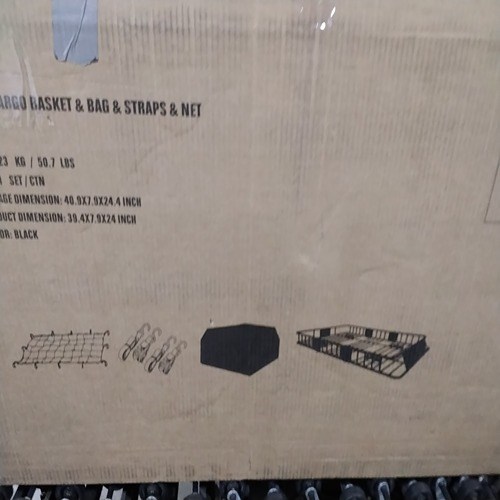 ARGO BASKET & BAG & STRAPS & NET
23 KG / 50.7 LBS
SET/CTN
AGE DIMENSION: 40.9X7.9X24.4 INCH
DUCT DIMENSION: 39.4X7.9X24 INCH
OR: BLACK